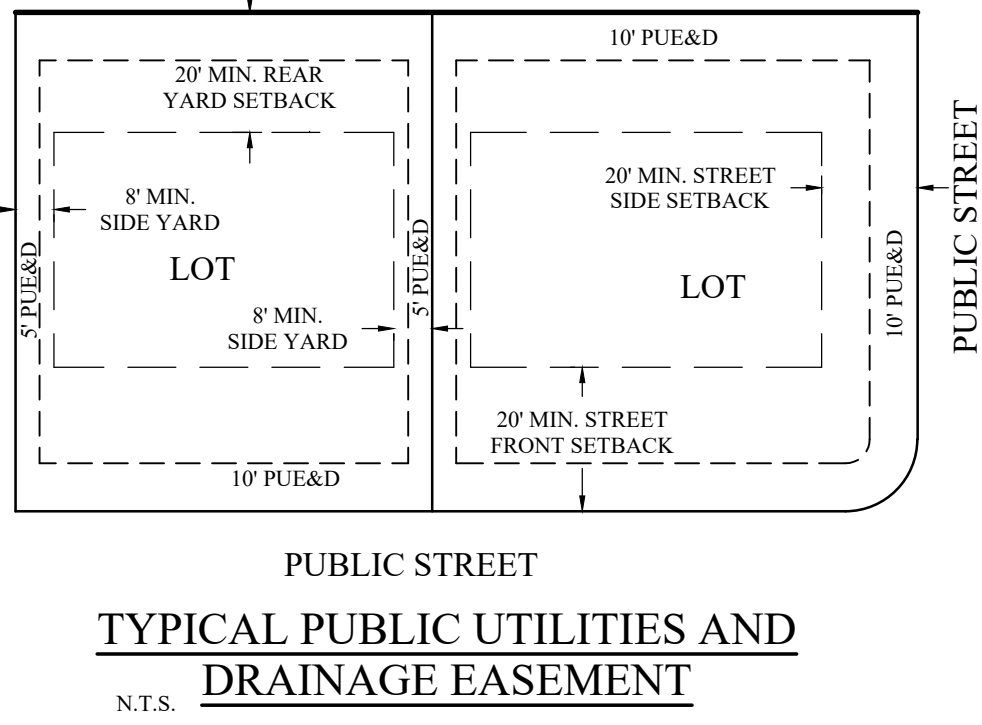 10' PUE&D
20' MIN. REAR
YARD SETBACK
8' MIN.
SIDE YARD
20' MIN. STREET
SIDE SETBACK
PUBLIC STREET
5' PUE&D
LOT
5' PUE&D
LOT
10' PUE&D
8' MIN.
SIDE YARD
20' MIN. STREET
FRONT SETBACK
10' PUE&D
PUBLIC STREET
TYPICAL PUBLIC UTILITIES AND
DRAINAGE EASEMENT
N.T.S.